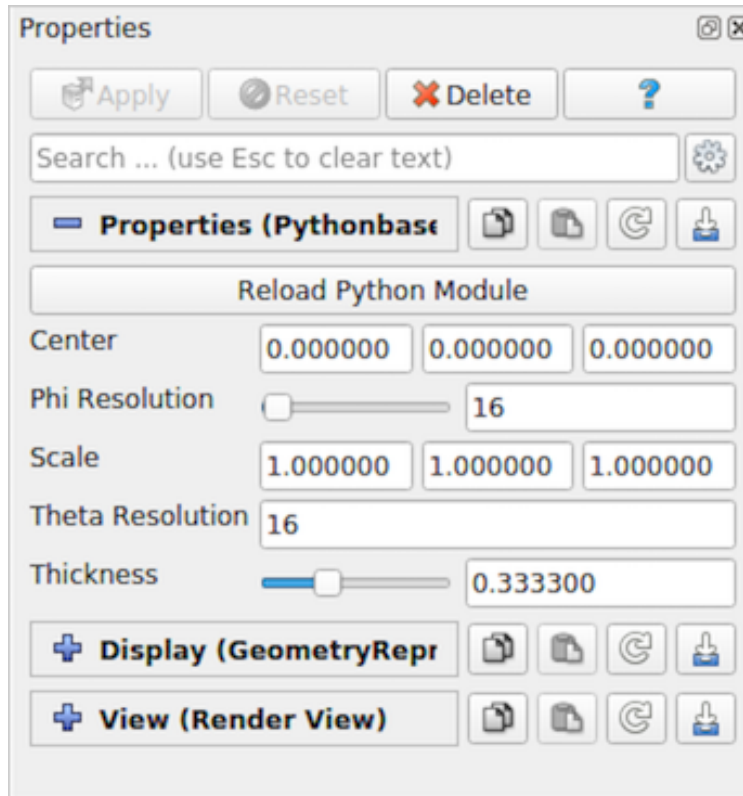 Properties
Apply Reset Delete ?
Search ... (use Esc to clear text)
Properties (Pythonbase
Reload Python Module
Center 0.000000 0.000000 0.000000
Phi Resolution 16
Scale 1.000000 1.000000 1.000000
Theta Resolution 16
Thickness 0.333300
Display (GeometryRepr
View (Render View)